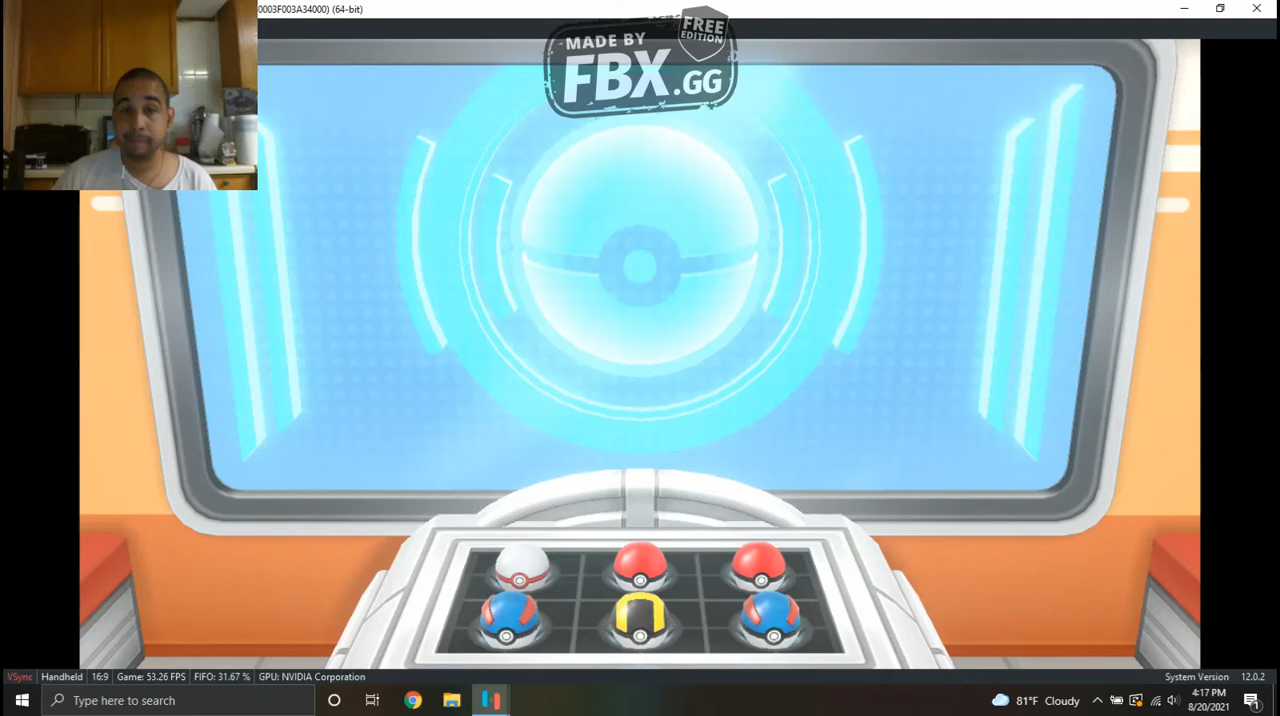 0003F003A34000) (64-bit)
MADE BY
FREE
EDITION
FBX.GG
VSync Handheld 16:9 Game: 53.26 FPS FIFO: 31.67 % GPU: NVIDIA Corporation System Version 12.0.2
Type here to search
81°F Cloudy
4:17 PM
8/20/2021
1